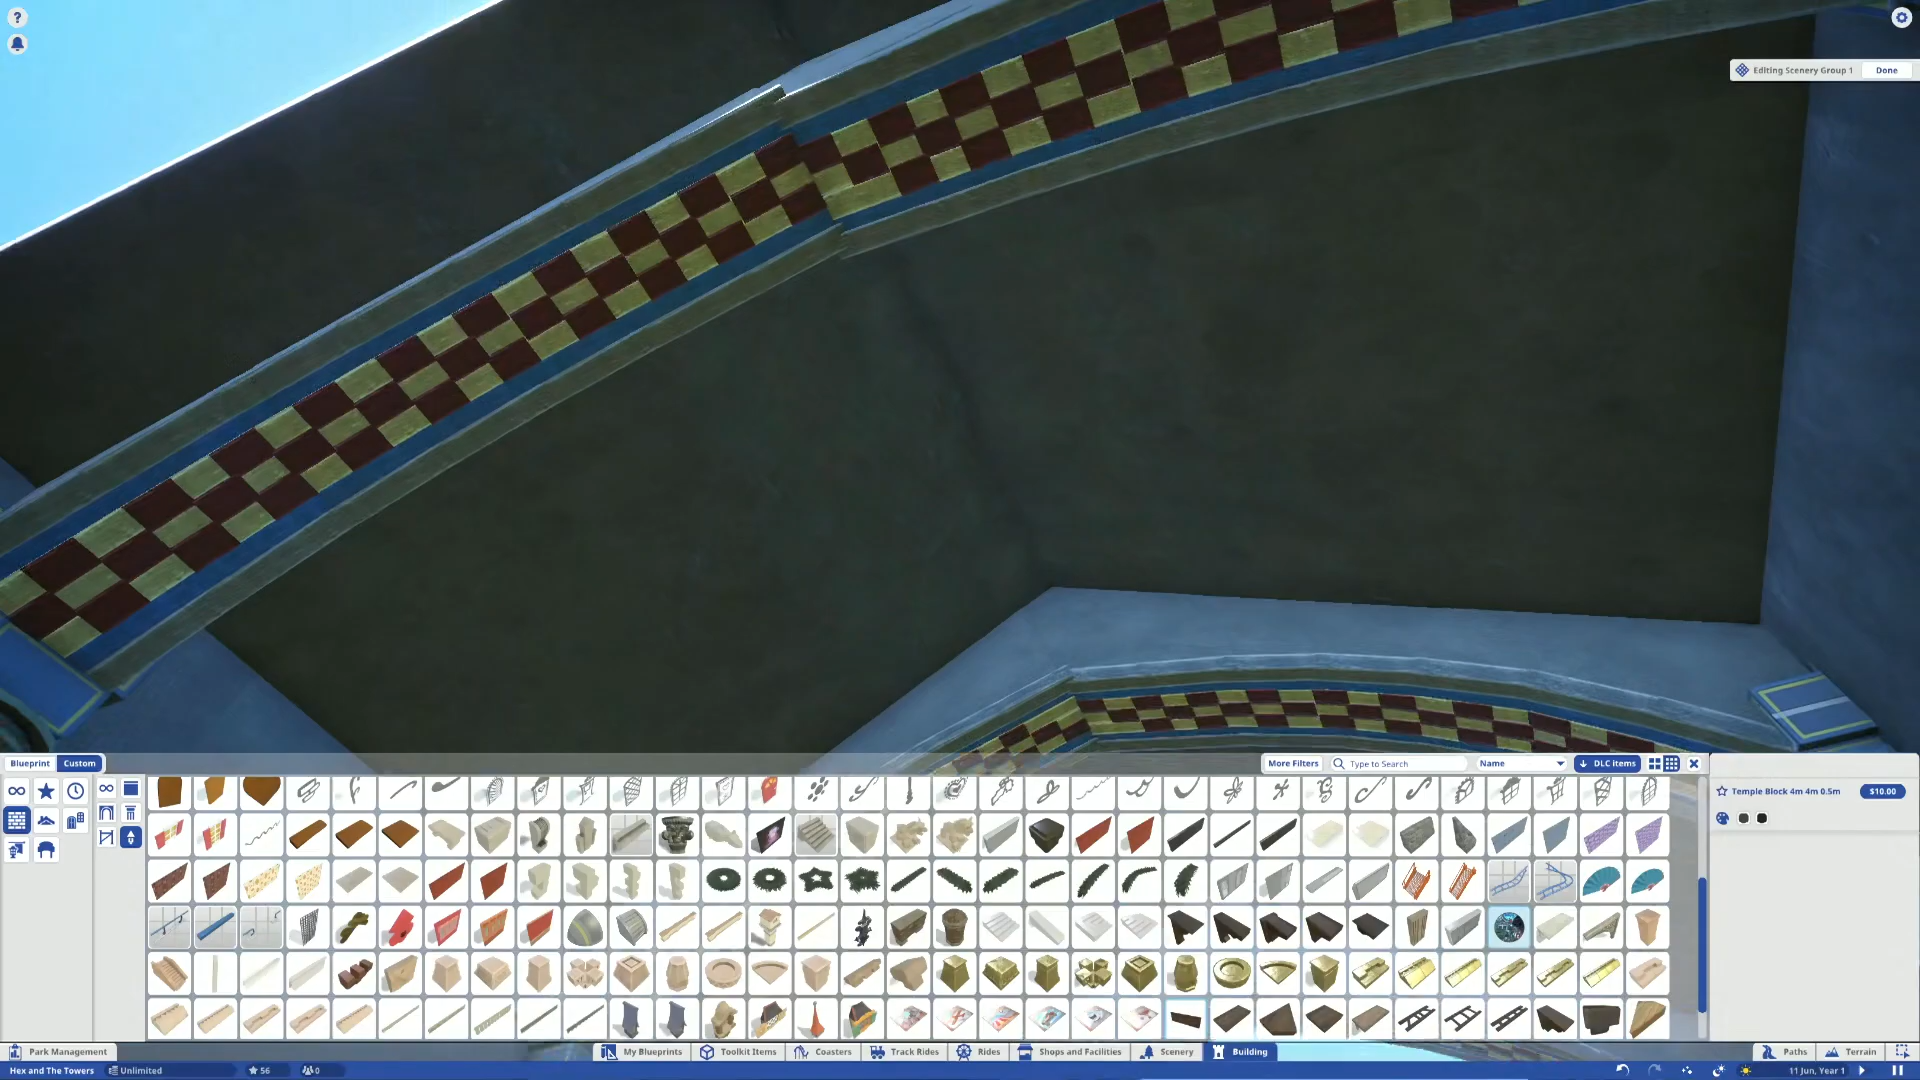 ?
Editing Scenery Group 1 Done
Blueprint Custom
More Filters Type to Search Name DLC items
Temple Block 4m 4m 0.5m $10.00
Park Management My Blueprints Toolkit Items Coasters Track Rides Rides Shops and Facilities Scenery Building Paths Terrain
Hex and The Towers Unlimited 56 0 11 Jun, Year 1